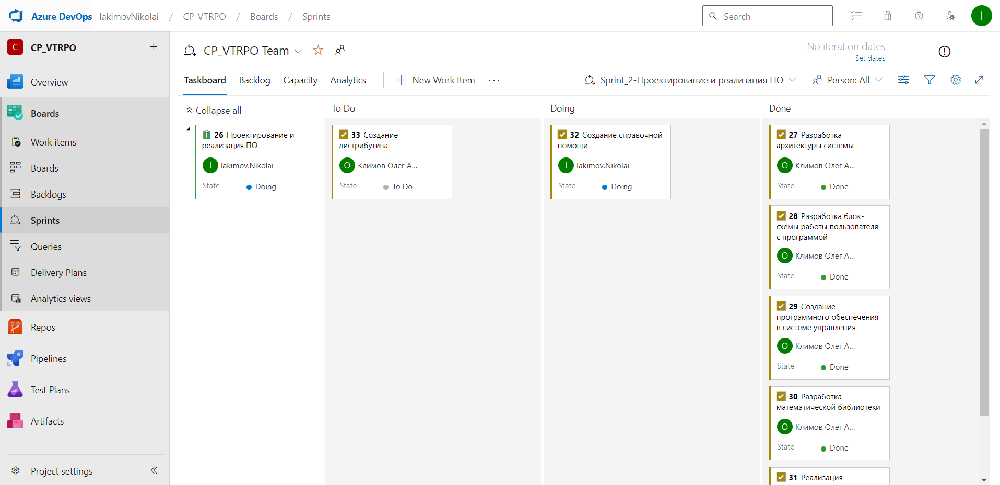 Azure DevOps IakimovNikolai / CP_VTRPO / Boards / Sprints Search I
C CP_VTRPO
Overview
Boards
Work items
Boards
Backlogs
Sprints
Queries
Delivery Plans
Analytics views
Repos
Pipelines
Test Plans
Artifacts
Project settings
CP_VTRPO Team
No iteration dates
Set dates
Taskboard Backlog Capacity Analytics New Work Item
Sprint_2-Проектирование и реализация ПО Person: All
Collapse all To Do Doing Done
26 Проектирование и
реализация ПО
I Iakimov.Nikolai
State Doing
33 Создание
дистрибутива
О Климов Олег А...
State To Do
32 Создание справочной
помощи
I Iakimov.Nikolai
State Doing
27 Разработка
архитектуры системы
О Климов Олег А...
State Done
28 Разработка блок-
схемы работы пользователя
с программой
О Климов Олег А...
State Done
29 Создание
программного обеспечения
в системе управления
О Климов Олег А...
State Done
30 Разработка
математической библиотеки
О Климов Олег А...
State Done
31 Реализация